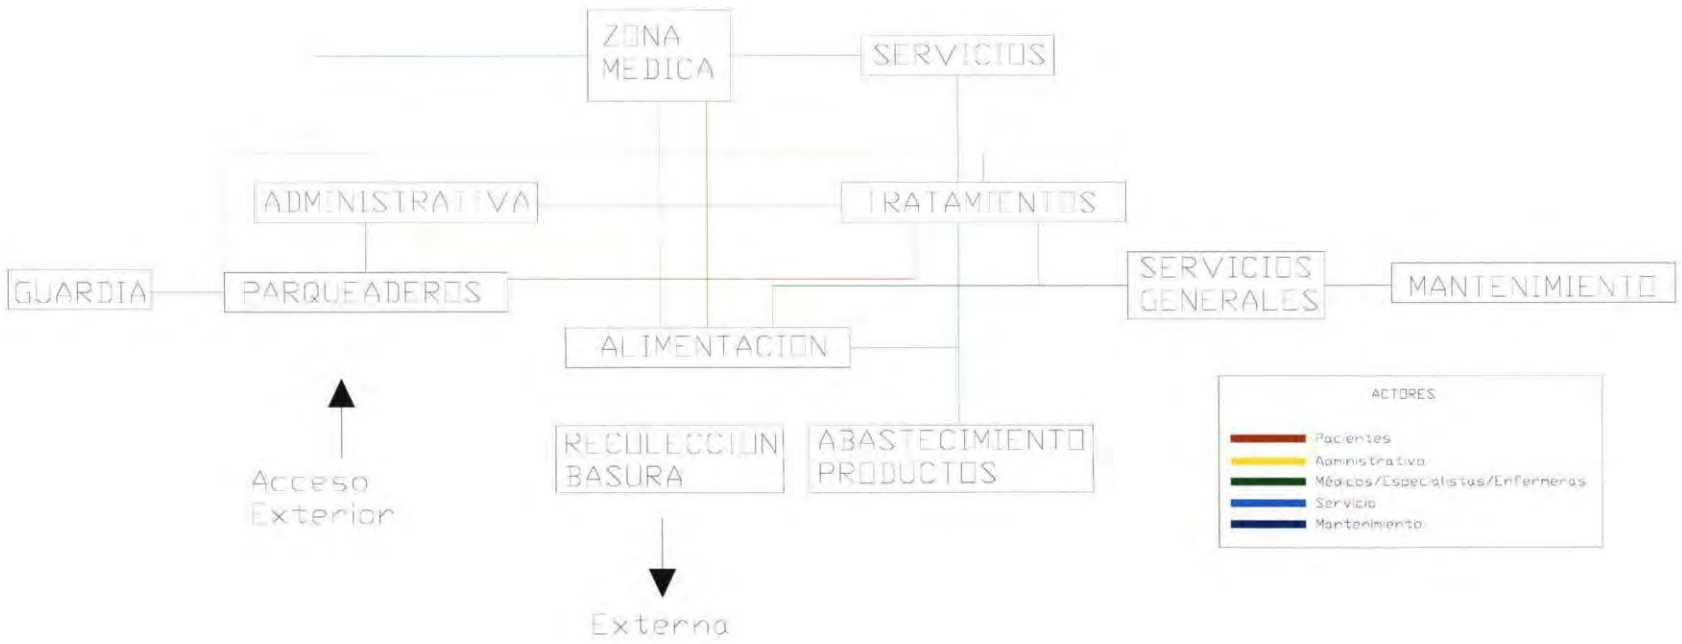 ZONA
MEDICA
SERVICIOS
ADMINISTRATIVA
TRATAMIENTOS
GUARDIA
PARQUEADEROS
SERVICIOS
GENERALES
MANTENIMIENTO
ALIMENTACION
ACTORES
Pacientes
Administrativo
Médicos/Especialistas/Enfermeras
Servicio
Mantenimiento
RECOLECCION
BASURA
ABASTECIMIENTO
PRODUCTOS
Acceso
Exterior
Externa